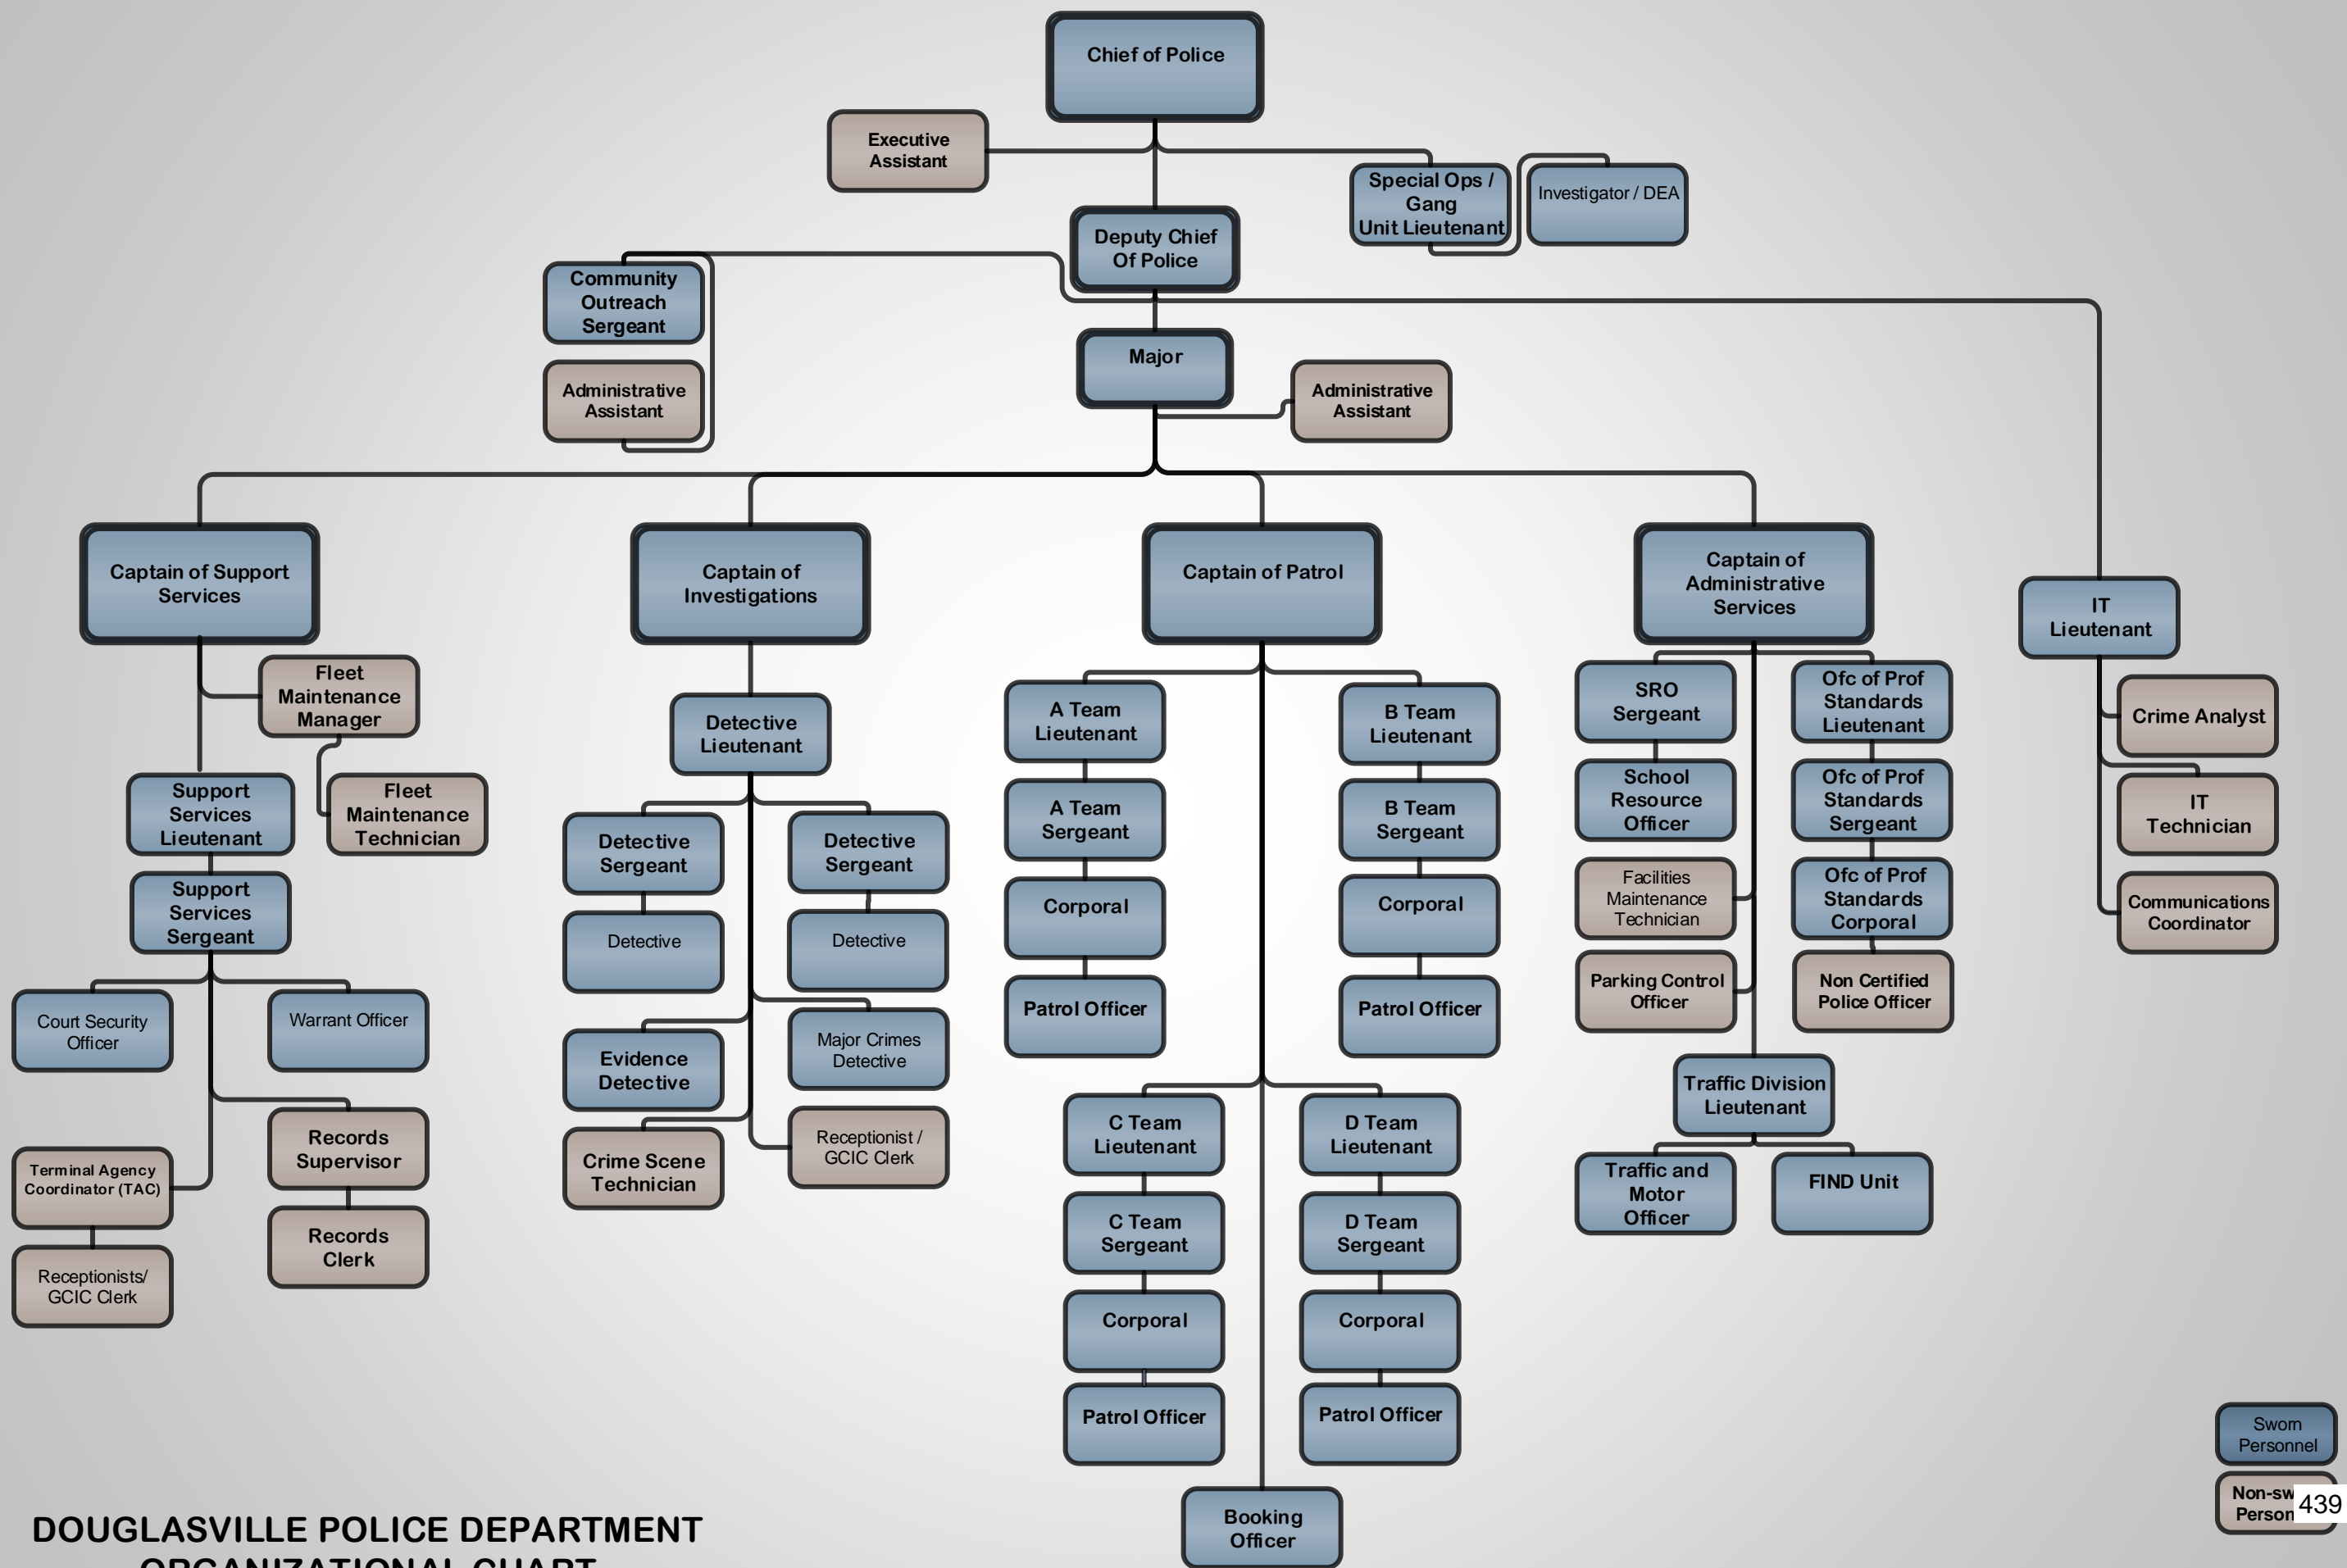 Chief of Police
Executive
Assistant
Special Ops /
Gang
Unit Lieutenant
Investigator / DEA
Deputy Chief
Of Police
Community
Outreach
Sergeant
Administrative
Assistant
Major
Administrative
Assistant
Captain of Support
Services
Captain of
Investigations
Captain of Patrol
Captain of
Administrative
Services
IT
Lieutenant
Fleet
Maintenance
Manager
Fleet
Maintenance
Technician
Support
Services
Lieutenant
Support
Services
Sergeant
Court Security
Officer
Warrant Officer
Records
Supervisor
Records
Clerk
Terminal Agency
Coordinator (TAC)
Receptionists/
GCIC Clerk
Detective
Lieutenant
Detective
Sergeant
Detective
Sergeant
Detective
Detective
Evidence
Detective
Major Crimes
Detective
Crime Scene
Technician
Receptionist /
GCIC Clerk
A Team
Lieutenant
A Team
Sergeant
Corporal
Patrol Officer
B Team
Lieutenant
B Team
Sergeant
Corporal
Patrol Officer
C Team
Lieutenant
C Team
Sergeant
Corporal
Patrol Officer
D Team
Lieutenant
D Team
Sergeant
Corporal
Patrol Officer
Booking
Officer
SRO
Sergeant
School
Resource
Officer
Facilities
Maintenance
Technician
Parking Control
Officer
Ofc of Prof
Standards
Lieutenant
Ofc of Prof
Standards
Sergeant
Ofc of Prof
Standards
Corporal
Non Certified
Police Officer
Traffic Division
Lieutenant
Traffic and
Motor
Officer
FIND Unit
Crime Analyst
IT
Technician
Communications
Coordinator
Sworn
Personnel
Non-sw
Person
439
DOUGLASVILLE POLICE DEPARTMENT
ORGANIZATIONAL CHART